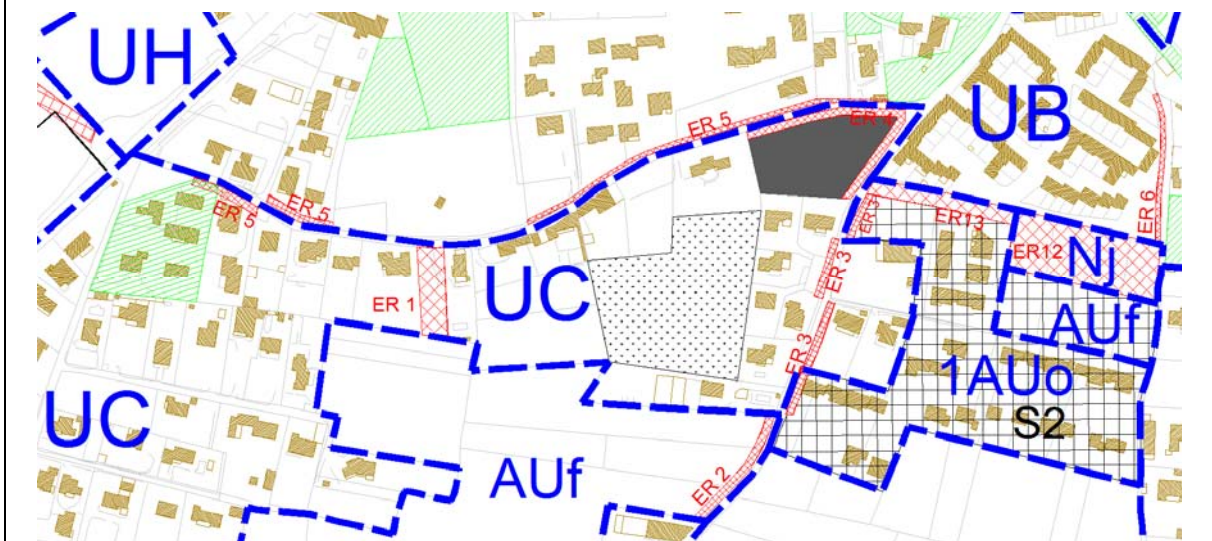 UH
UB
ER 5
ER 4
ER 5
ER 5
ER 6
ER 3
ER13
ER12
Nj
ER 3
ER 1
UC
AUf
ER 3
1AUo
UC
S2
AUf
ER 2